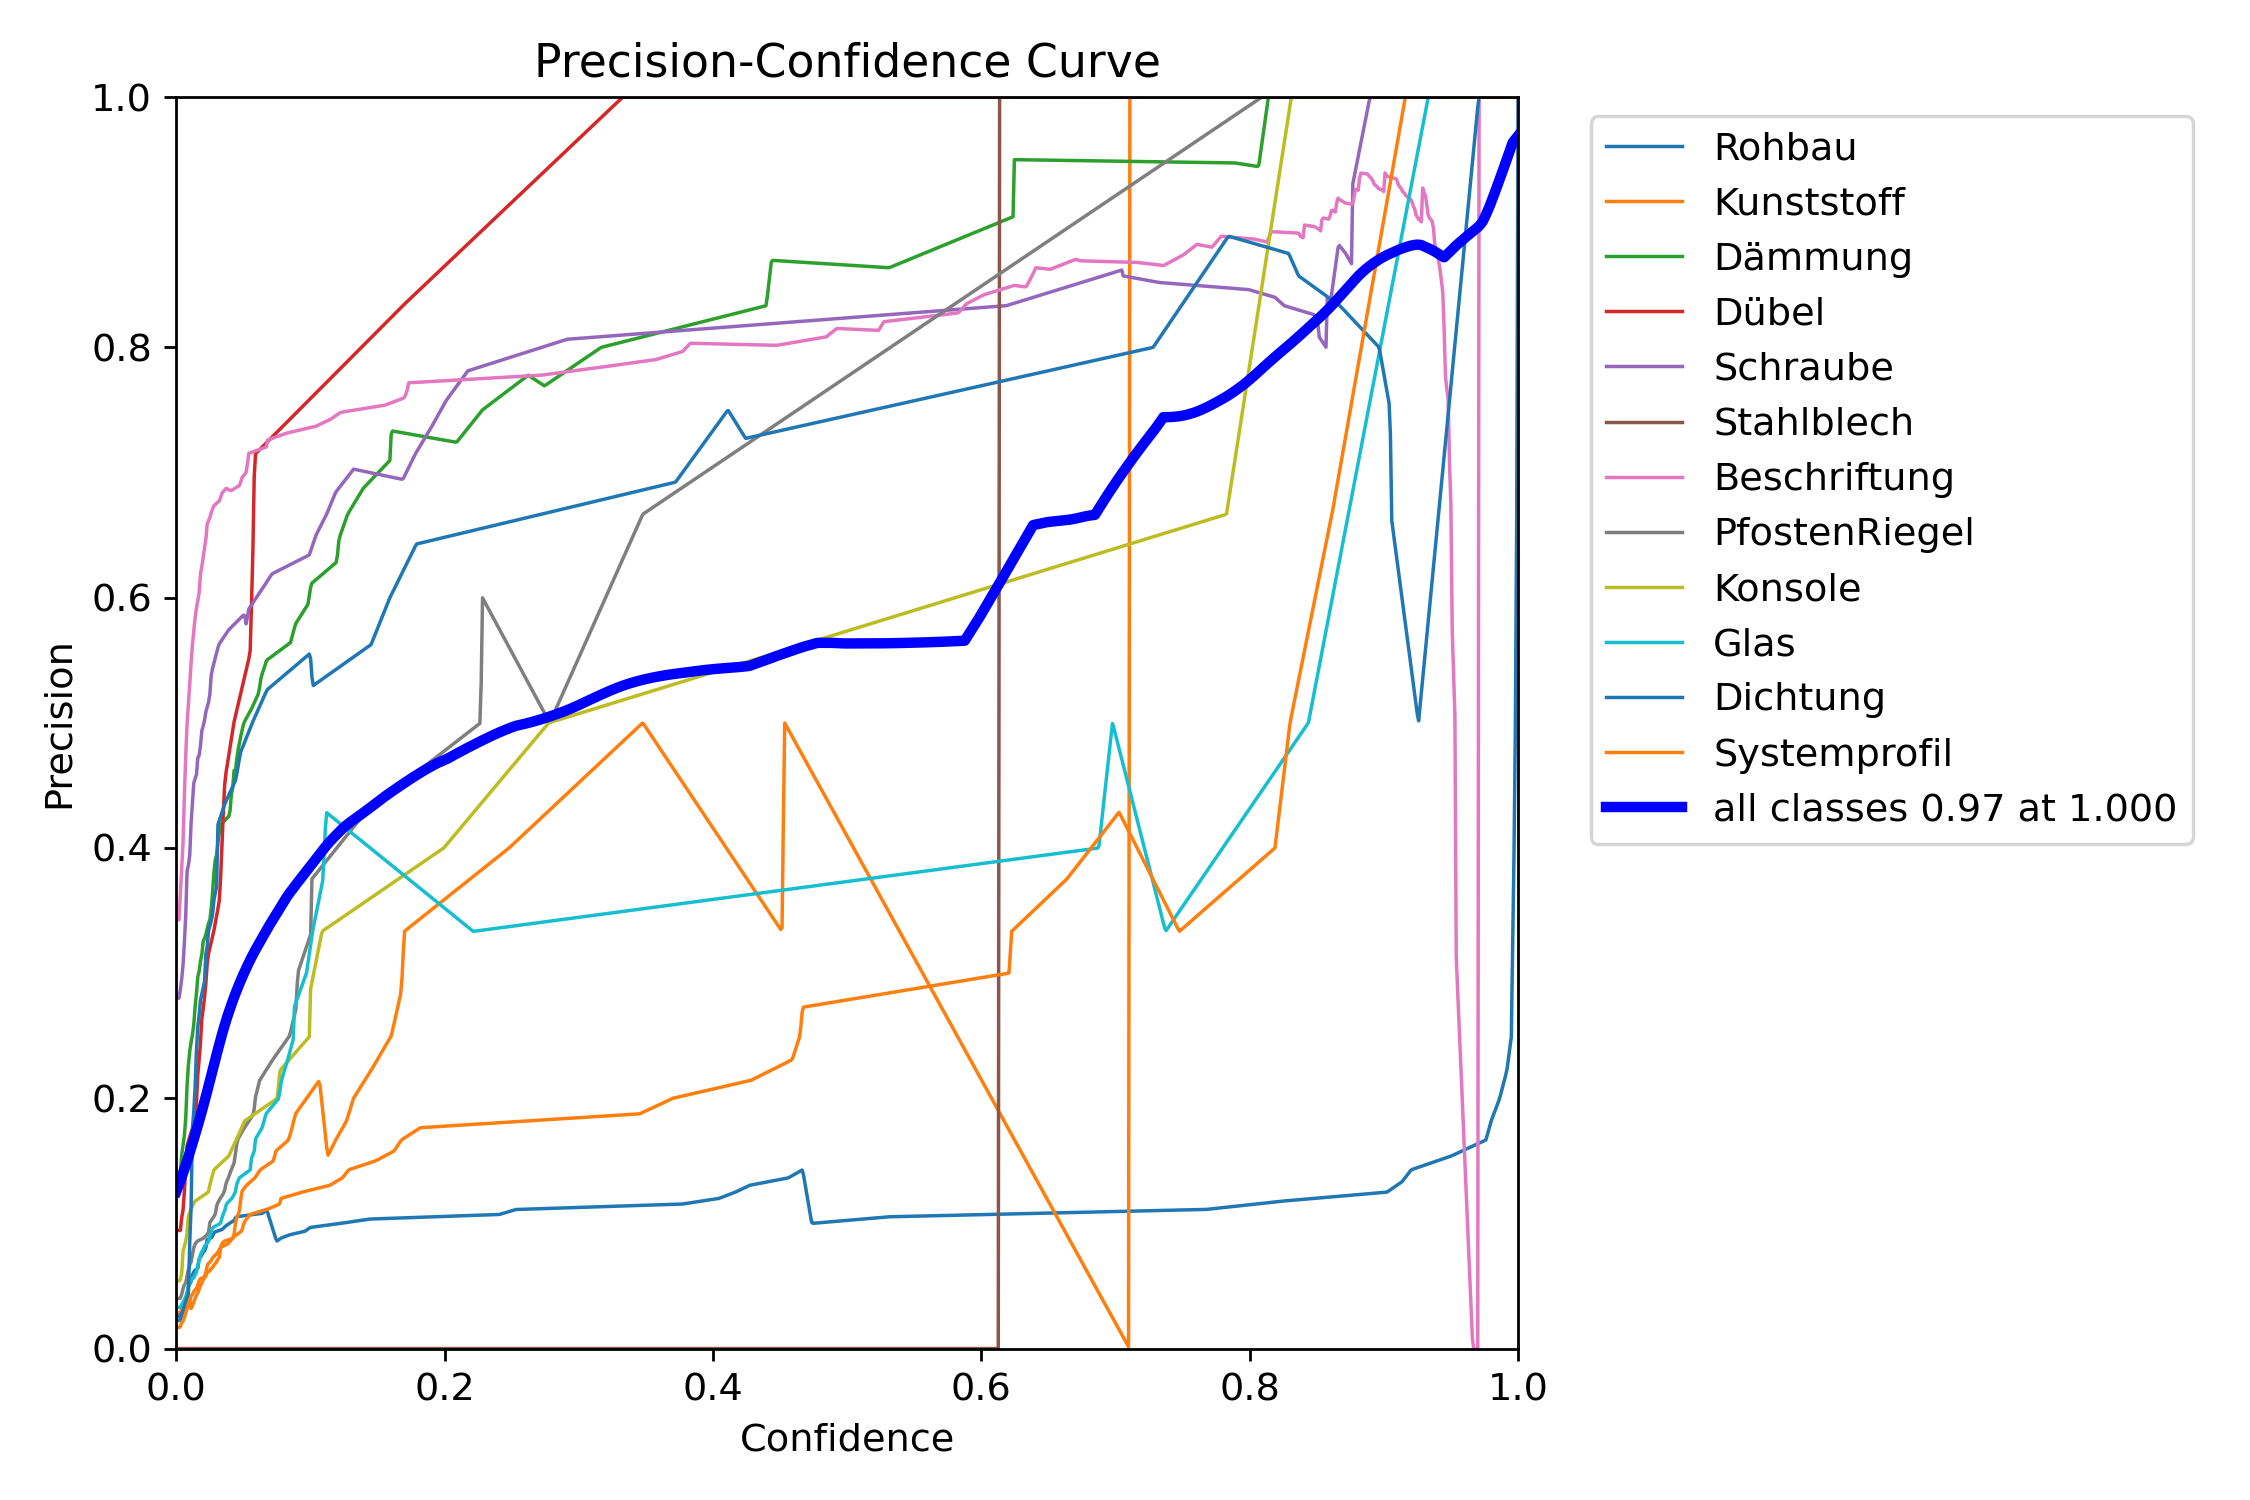 Precision-Confidence Curve
1.0
0.8
0.6
0.4
0.2
0.0
Precision
0.0 0.2 0.4 0.6 0.8 1.0
Confidence
Rohbau
Kunststoff
Dämmung
Dübel
Schraube
Stahlblech
Beschriftung
PfostenRiegel
Konsole
Glas
Dichtung
Systemprofil
all classes 0.97 at 1.000